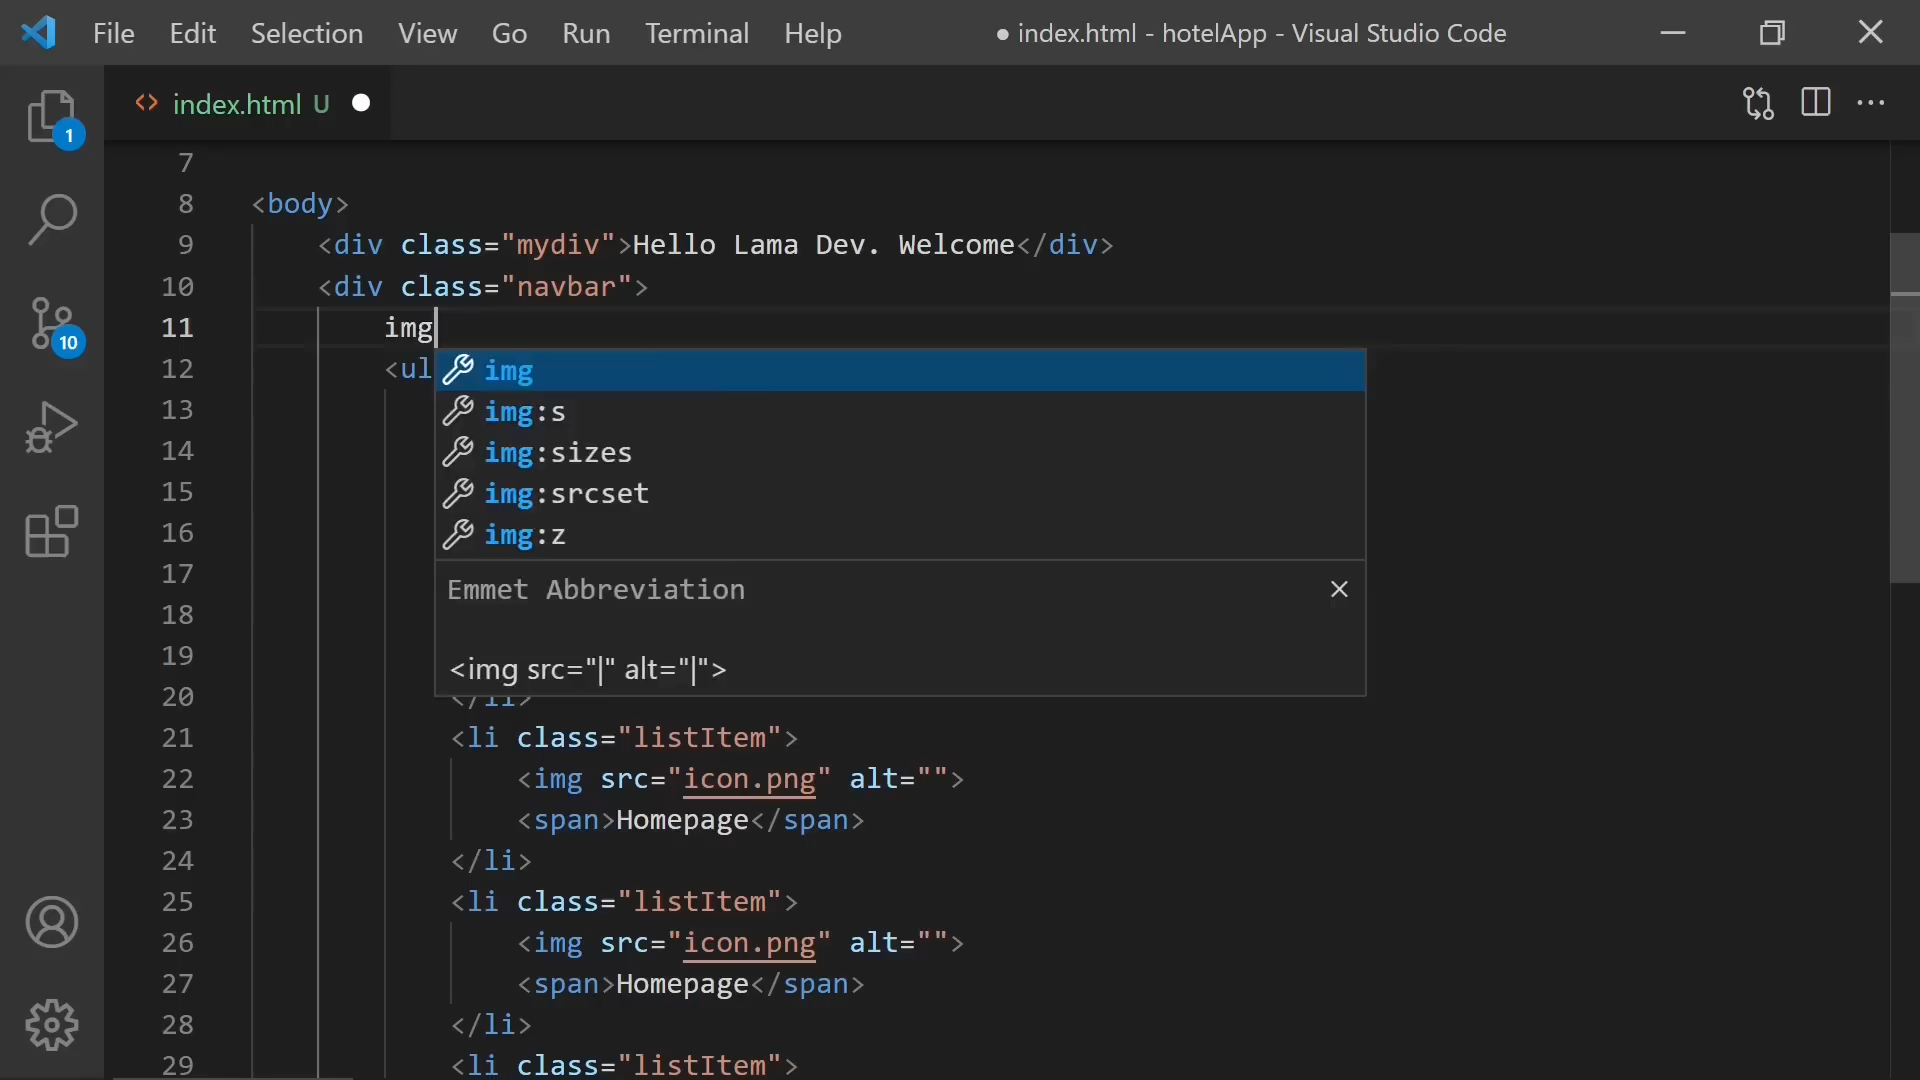 File Edit Selection View Go Run Terminal Help ● index.html - hotelApp - Visual Studio Code
<> index.html U
1
10
7
8 <body>
9 <div class="mydiv">Hello Lama Dev. Welcome</div>
10 <div class="navbar">
11 img
12 <ul
img
13
img:s
14
img:sizes
15
img:srcset
16
img:z
17
Emmet Abbreviation
18
19
<img src="|" alt="|">
20 </li>
21 <li class="listItem">
22 <img src="icon.png" alt="">
23 <span>Homepage</span>
24 </li>
25 <li class="listItem">
26 <img src="icon.png" alt="">
27 <span>Homepage</span>
28 </li>
29 <li class="listItem">